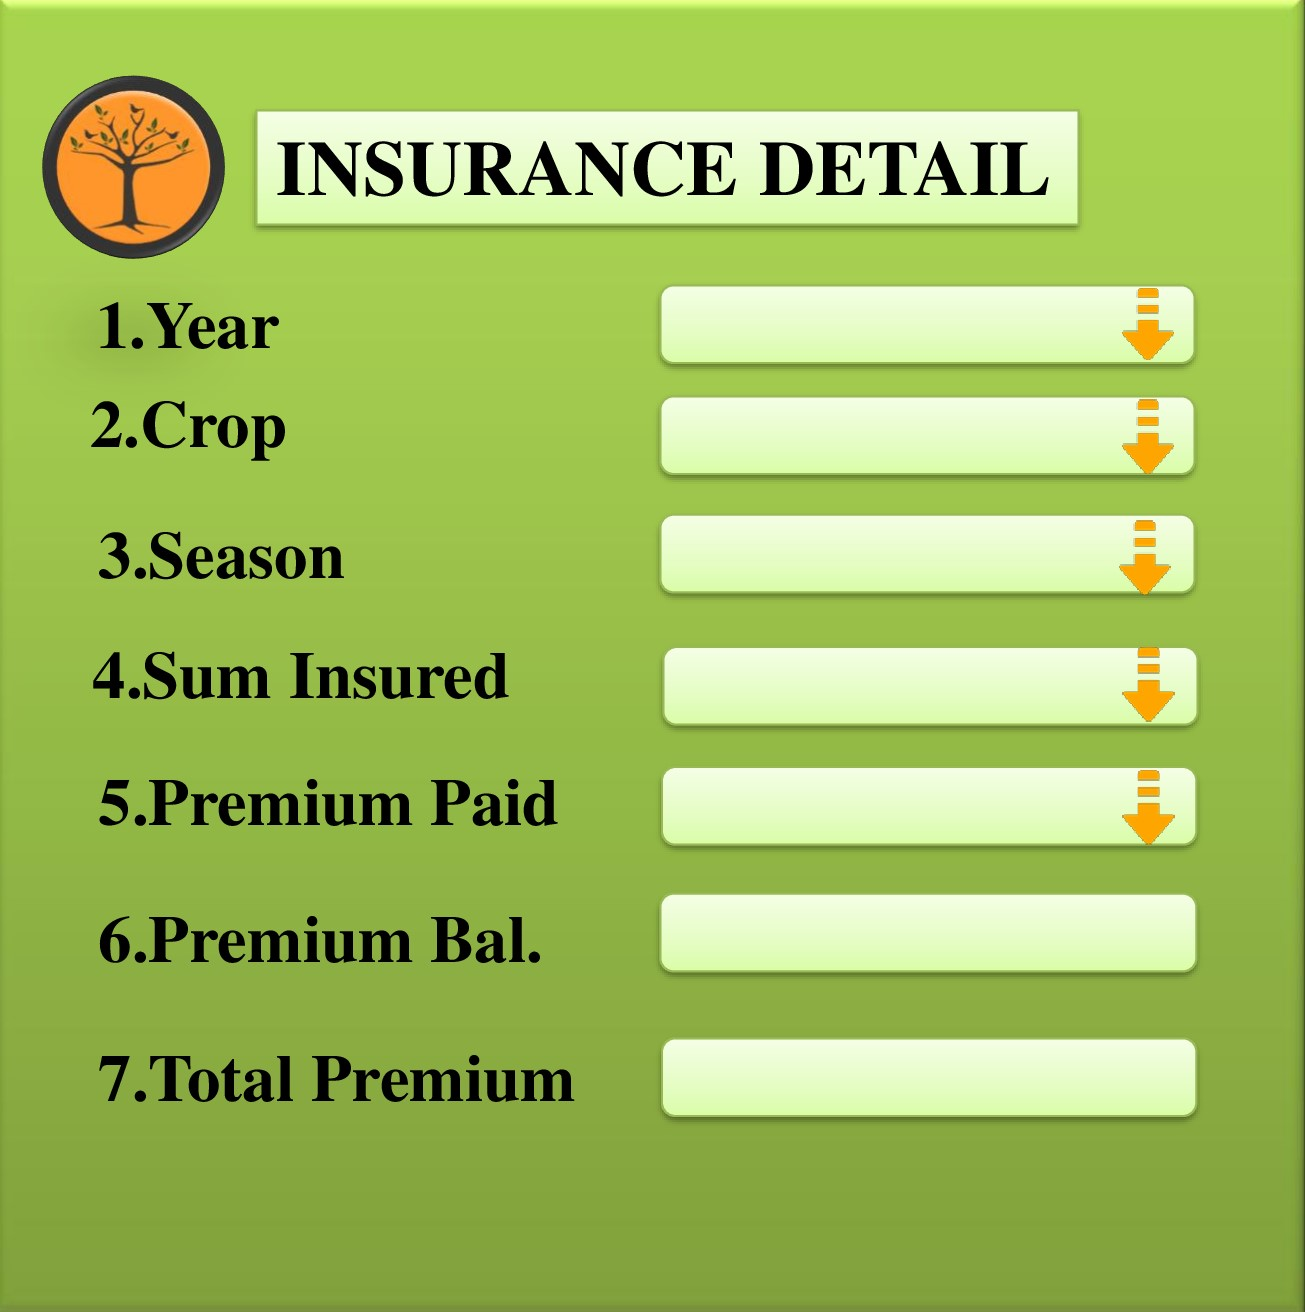 INSURANCE DETAIL
1.Year
2.Crop
3.Season
4.Sum Insured
5.Premium Paid
6.Premium Bal.
7.Total Premium